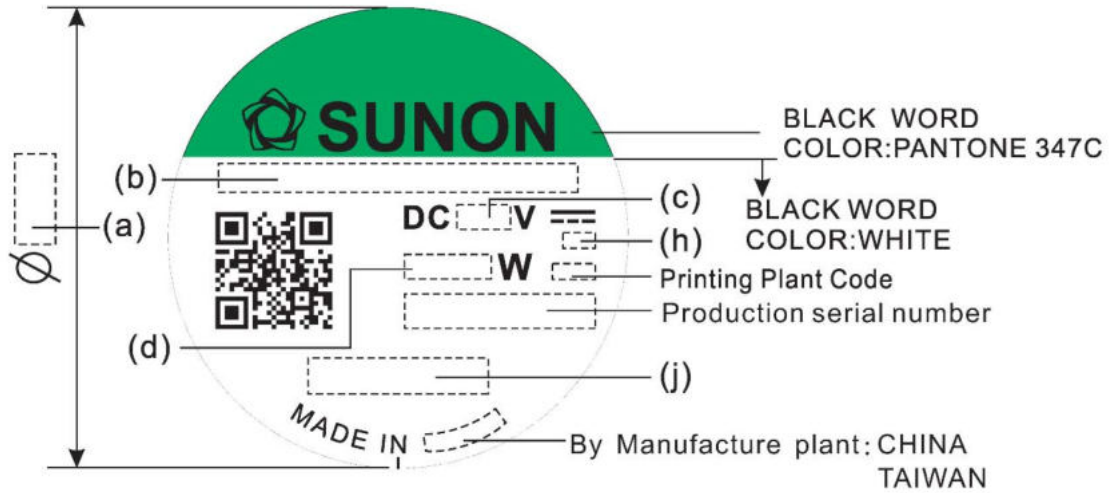 SUNON
BLACK WORD
COLOR:PANTONE 347C
(b)
(a)
Ø
DC V
(c)
BLACK WORD
COLOR:WHITE
(h)
W
Printing Plant Code
Production serial number
(d)
(j)
MADE IN
By Manufacture plant: CHINA
TAIWAN